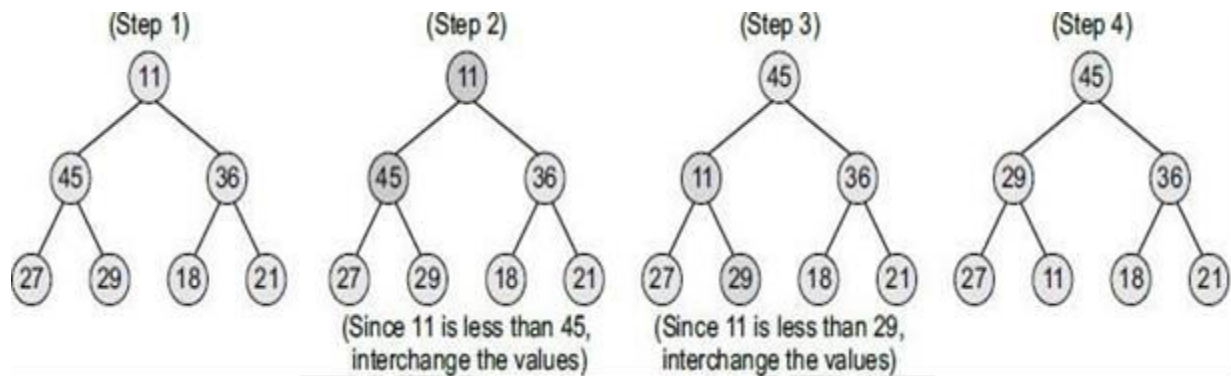 (Step 1) (Step 2) (Step 3) (Step 4)
11 11 45 45
45 36 45 36 11 36 29 36
27 29 18 21 27 29 18 21 27 29 18 21 27 11 18 21
(Since 11 is less than 45, (Since 11 is less than 29,
interchange the values) interchange the values)